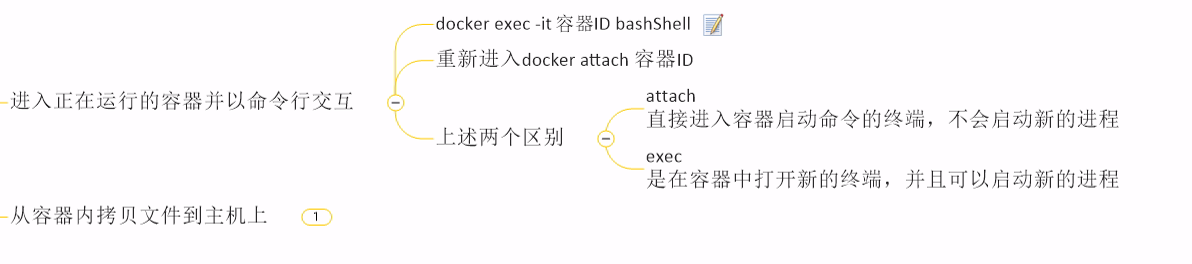 docker exec -it 容器ID bashShell
重新进入docker attach 容器ID
进入正在运行的容器并以命令行交互
上述两个区别
attach
直接进入容器启动命令的终端，不会启动新的进程
exec
是在容器中打开新的终端，并且可以启动新的进程
从容器内拷贝文件到主机上
1